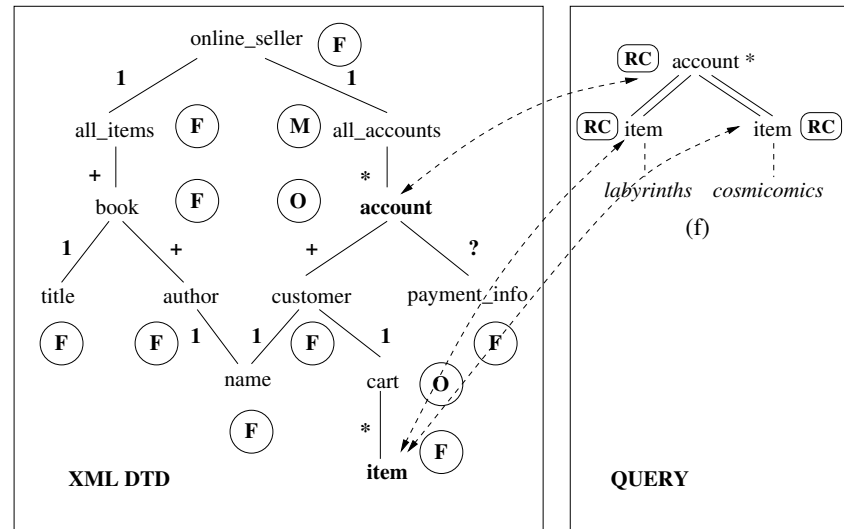 online_seller F
1 1
all_items F M all_accounts
+ *
book F O account
1 + + ?
title author customer payment_info
F F 1 1 F 1 F
name cart O
F * F
item
XML DTD
RC account *
RC item item RC
labyrinths cosmicomics
(f)
QUERY